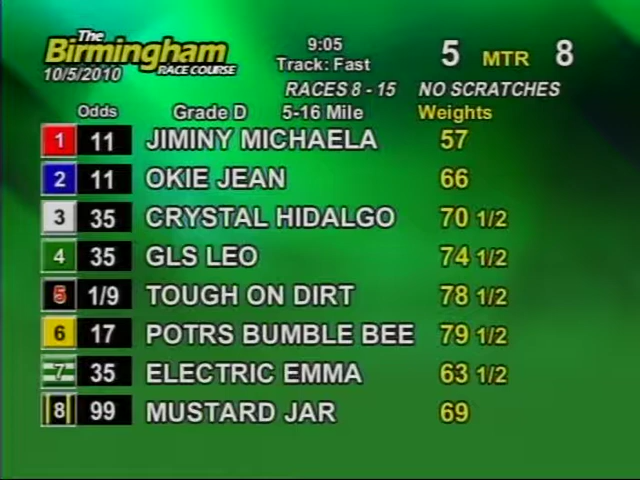 The
Birmingham
RACE COURSE
10/5/2010
9:05
Track: Fast
5 MTR 8
RACES 8 - 15 NO SCRATCHES
Odds Grade D 5-16 Mile Weights
1 11 JIMINY MICHAELA 57
2 11 OKIE JEAN 66
3 35 CRYSTAL HIDALGO 70 1/2
4 35 GLS LEO 74 1/2
5 1/9 TOUGH ON DIRT 78 1/2
6 17 POTRS BUMBLE BEE 79 1/2
7 35 ELECTRIC EMMA 63 1/2
8 99 MUSTARD JAR 69